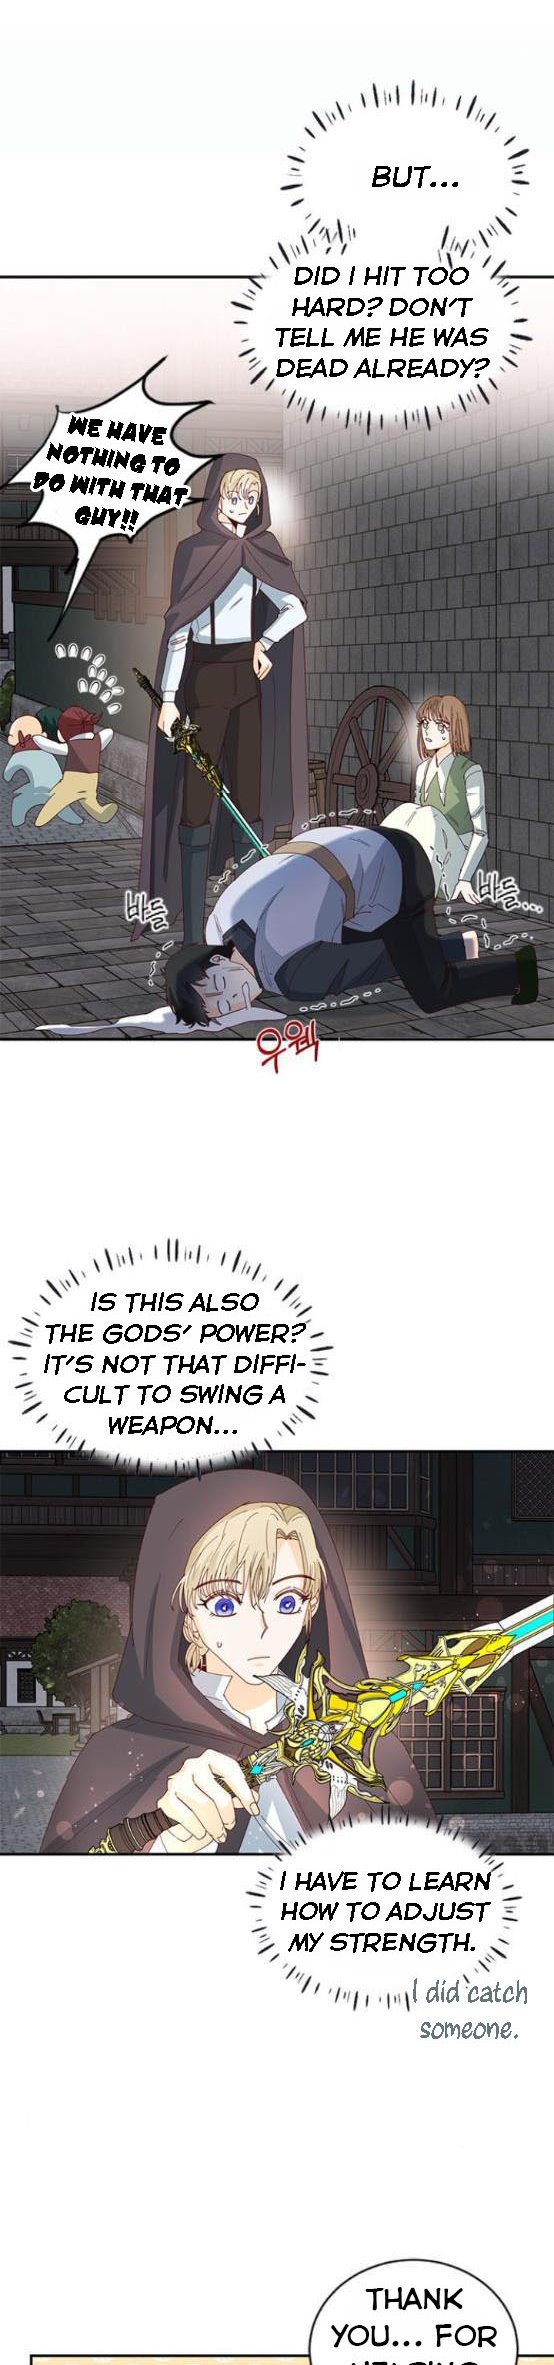 BUT...
DID I HIT TOO
HARD? DON'T
TELL ME HE WAS
DEAD ALREADY?
WE HAVE
NOTHING TO
DO WITH THAT
GUY!!
바들
바들...
우웩
IS THIS ALSO
THE GODS' POWER?
IT'S NOT THAT DIFFI-
CULT TO SWING A
WEAPON...
I HAVE TO LEARN
HOW TO ADJUST
MY STRENGTH.
I did catch
someone.
THANK
YOU... FOR
HELPING